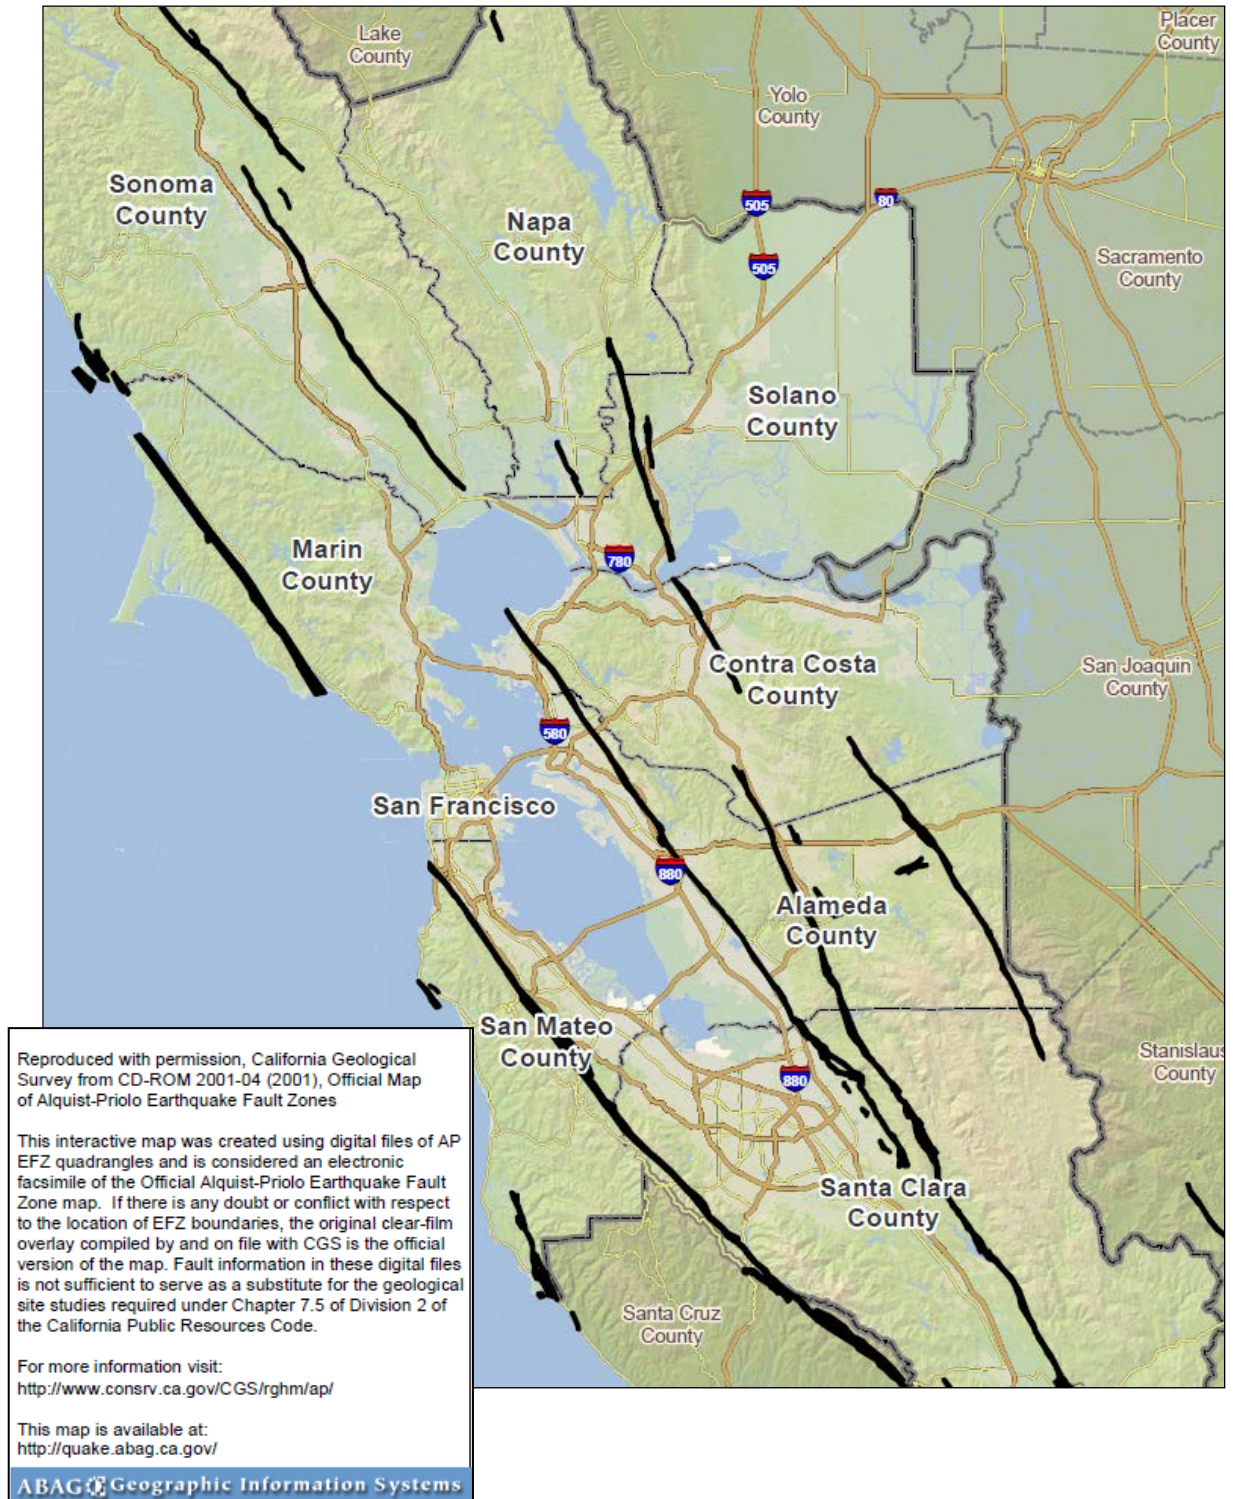 Lake
County
Placer
County
Yolo
County
Sonoma
County
Napa
County
505
80
505
Sacramento
County
Solano
County
Marin
County
780
Contra Costa
County
San Joaquin
County
580
San Francisco
880
Alameda
County
San Mateo
County
880
Stanislaus
County
Santa Clara
County
Santa Cruz
County
Reproduced with permission, California Geological
Survey from CD-ROM 2001-04 (2001), Official Map
of Alquist-Priolo Earthquake Fault Zones
This interactive map was created using digital files of AP
EFZ quadrangles and is considered an electronic
facsimile of the Official Alquist-Priolo Earthquake Fault
Zone map. If there is any doubt or conflict with respect
to the location of EFZ boundaries, the original clear-film
overlay compiled by and on file with CGS is the official
version of the map. Fault information in these digital files
is not sufficient to serve as a substitute for the geological
site studies required under Chapter 7.5 of Division 2 of
the California Public Resources Code.
For more information visit:
http://www.consrv.ca.gov/CGS/rghm/ap/
This map is available at:
http://quake.abag.ca.gov/
ABAG Geographic Information Systems